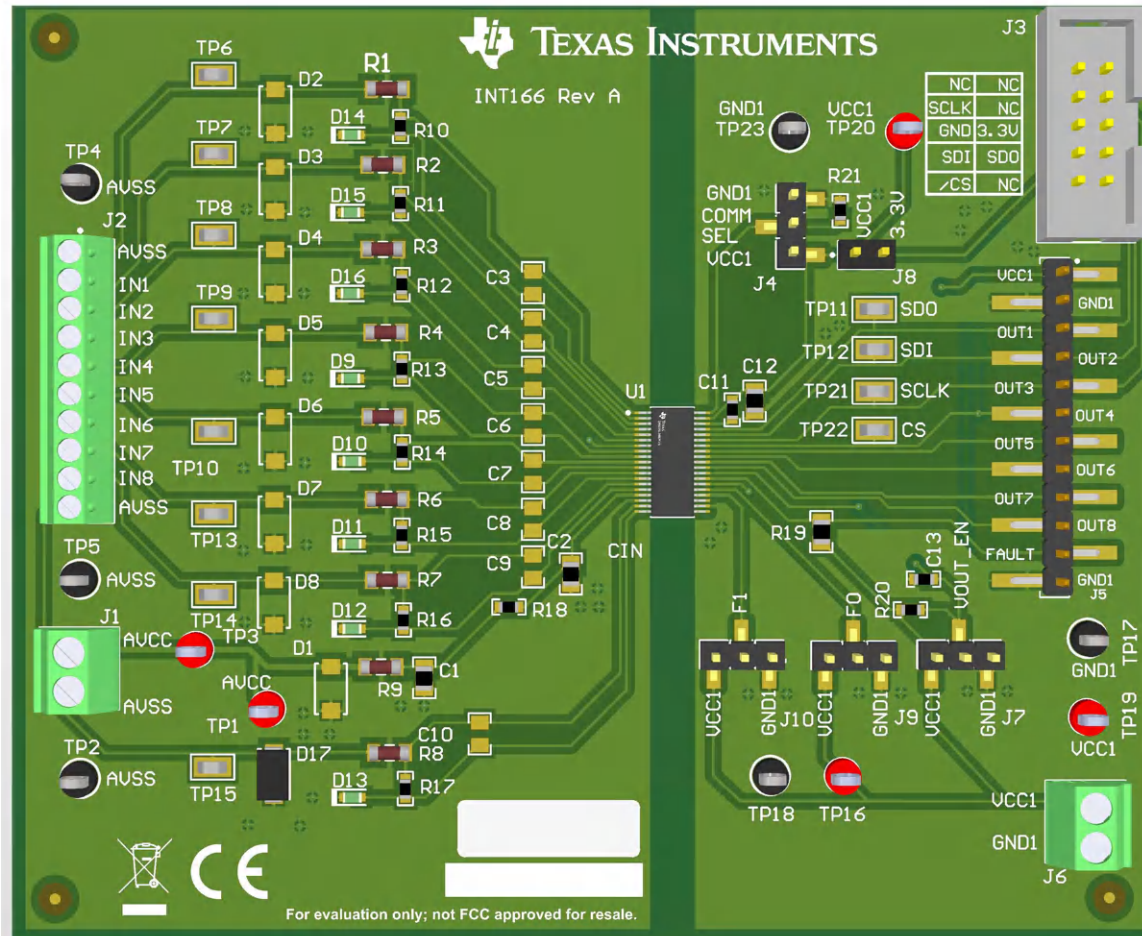 TEXAS INSTRUMENTS
INT166 Rev A
J3
NC NC
SCLK NC
GND 3.3V
SDI SDO
/CS NC
GND1
TP23
VCC1
TP20
TP6
D2
R1
D14
R10
TP7
D3
R2
D15
R11
TP4
AVSS
J2
TP8
D4
R3
D16
R12
C3
TP9
D5
R4
D9
R13
C4
C5
AVSS
IN1
IN2
IN3
IN4
IN5
IN6
IN7
IN8
AVSS
TP10
D6
R5
D10
R14
C6
C7
TP13
D7
R6
D11
R15
C8
C9
C2
CIN
TP5
AVSS
TP14
D8
R7
D12
R16
R18
J1
AVCC
AVSS
TP3
AVCC
TP1
D1
R9
C1
C10
TP2
AVSS
TP15
D17
R8
D13
R17
U1
GND1
COMM
SEL
VCC1
J4
R21
VCC1
3.3V
J8
TP11
SDO
TP12
SDI
TP21
SCLK
TP22
CS
C11
C12
VCC1
GND1
OUT1
OUT2
OUT3
OUT4
OUT5
OUT6
OUT7
OUT8
FAULT
GND1
J5
R19
C13
R20
VOUT_EN
F1
F0
VCC1
GND1
J10
VCC1
GND1
J9
VCC1
GND1
J7
TP17
GND1
TP19
VCC1
TP18
TP16
VCC1
GND1
J6
CE
For evaluation only; not FCC approved for resale.